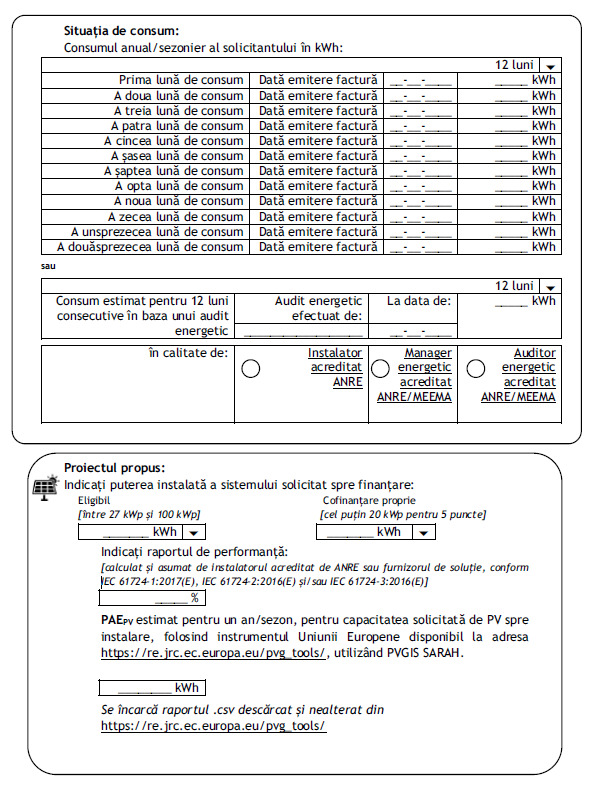 Situația de consum:
Consumul anual/sezonier al solicitantului în kWh:
12 luni
Prima lună de consum Dată emitere factură __-__-____ _____ kWh
A doua lună de consum Dată emitere factură __-__-____ _____ kWh
A treia lună de consum Dată emitere factură __-__-____ _____ kWh
A patra lună de consum Dată emitere factură __-__-____ _____ kWh
A cincea lună de consum Dată emitere factură __-__-____ _____ kWh
A șasea lună de consum Dată emitere factură __-__-____ _____ kWh
A șaptea lună de consum Dată emitere factură __-__-____ _____ kWh
A opta lună de consum Dată emitere factură __-__-____ _____ kWh
A noua lună de consum Dată emitere factură __-__-____ _____ kWh
A zecea lună de consum Dată emitere factură __-__-____ _____ kWh
A unsprezecea lună de consum Dată emitere factură __-__-____ _____ kWh
A douăsprezecea lună de consum Dată emitere factură __-__-____ _____ kWh
sau
12 luni
Consum estimat pentru 12 luni
consecutive în baza unui audit
energetic
Audit energetic
efectuat de:
__________________
La data de:
__-__-____
_____ kWh
în calitate de:
Instalator
acreditat
ANRE
Manager
energetic
acreditat
ANRE/MEEMA
Auditor
energetic
acreditat
ANRE/MEEMA
Proiectul propus:
Indicați puterea instalată a sistemului solicitat spre finanțare:
Eligibil
[între 27 kWp și 100 kWp]
_______ kWh
Cofinanțare proprie
[cel puțin 20 kWp pentru 5 puncte]
_______ kWh
Indicați raportul de performanță:
[calculat și asumat de instalatorul acreditat de ANRE sau furnizorul de soluție, conform
IEC 61724-1:2017(E), IEC 61724-2:2016(E) și/sau IEC 61724-3:2016(E)]
_____ %
PAEPV estimat pentru un an/sezon, pentru capacitatea solicitată de PV spre
instalare, folosind instrumentul Uniunii Europene disponibil la adresa
https://re.jrc.ec.europa.eu/pvg_tools/, utilizând PVGIS SARAH.
________ kWh
Se încarcă raportul .csv descărcat și nealterat din
https://re.jrc.ec.europa.eu/pvg_tools/